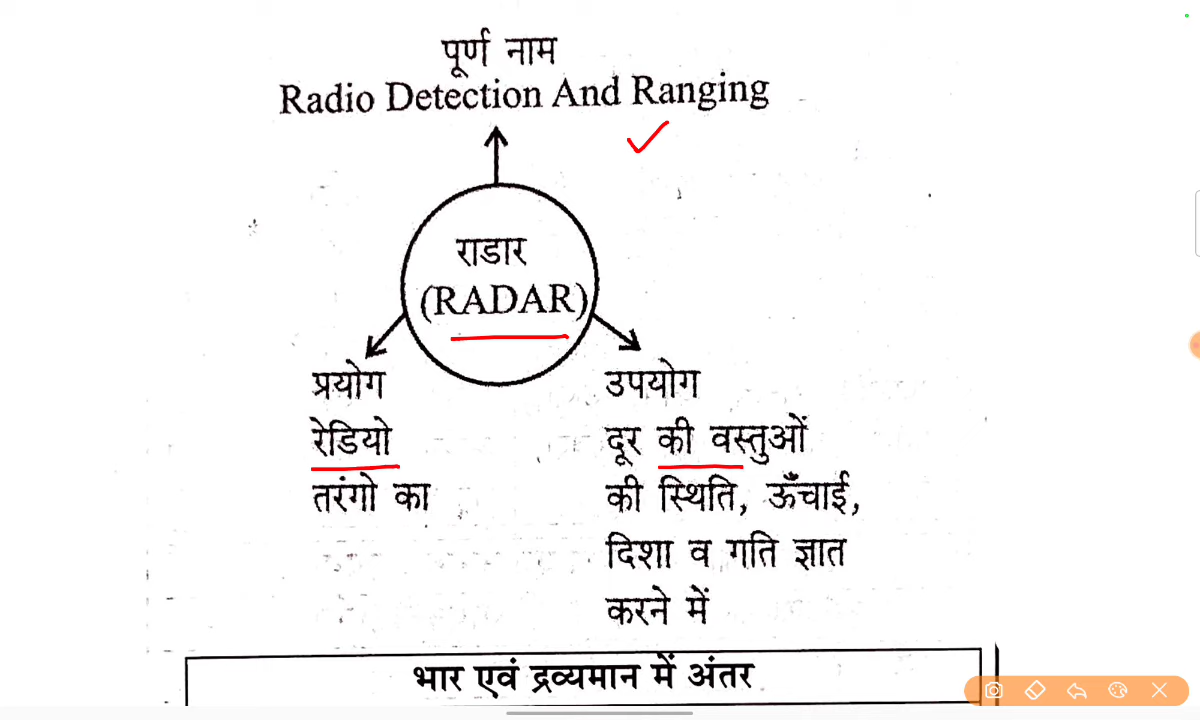 पूर्ण नाम
Radio Detection And Ranging
राडार
(RADAR)
प्रयोग
रेडियो
तरंगो का
उपयोग
दूर की वस्तुओं
की स्थिति, ऊँचाई,
दिशा व गति ज्ञात
करने में
भार एवं द्रव्यमान में अंतर